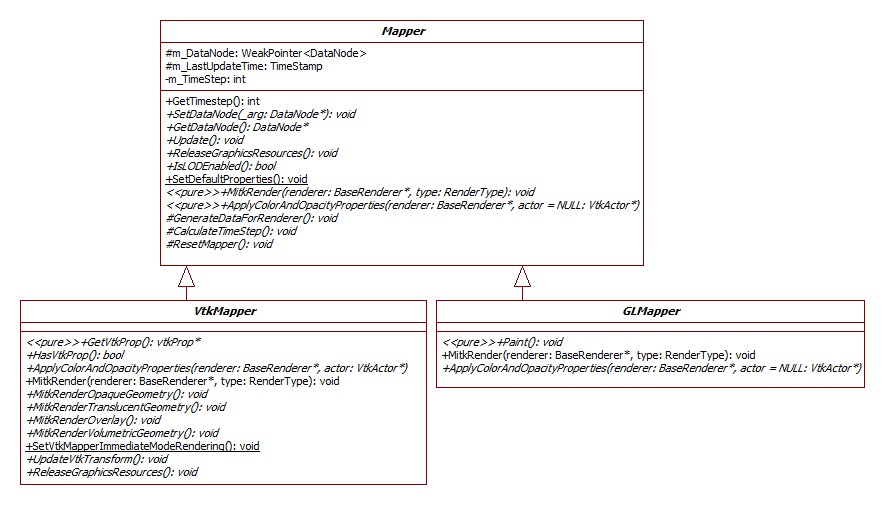 Mapper
#m_DataNode: WeakPointer<DataNode>
#m_LastUpdateTime: TimeStamp
-m_TimeStep: int
+GetTimestep(): int
+SetDataNode(_arg: DataNode*): void
+GetDataNode(): DataNode*
+Update(): void
+ReleaseGraphicsResources(): void
+IsLODEnabled(): bool
+SetDefaultProperties(): void
<<pure>>+MitkRender(renderer: BaseRenderer*, type: RenderType): void
<<pure>>+ApplyColorAndOpacityProperties(renderer: BaseRenderer*, actor = NULL: VtkActor*)
#GenerateDataForRenderer(): void
#CalculateTimeStep(): void
#ResetMapper(): void
VtkMapper
<<pure>>+GetVtkProp(): vtkProp*
+HasVtkProp(): bool
+ApplyColorAndOpacityProperties(renderer: BaseRenderer*, actor: VtkActor*)
+MitkRender(renderer: BaseRenderer*, type: RenderType): void
+MitkRenderOpaqueGeometry(): void
+MitkRenderTranslucentGeometry(): void
+MitkRenderOverlay(): void
+MitkRenderVolumetricGeometry(): void
+SetVtkMapperImmediateModeRendering(): void
+UpdateVtkTransform(): void
+ReleaseGraphicsResources(): void
GLMapper
<<pure>>+Paint(): void
+MitkRender(renderer: BaseRenderer*, type: RenderType): void
+ApplyColorAndOpacityProperties(renderer: BaseRenderer*, actor = NULL: VtkActor*)